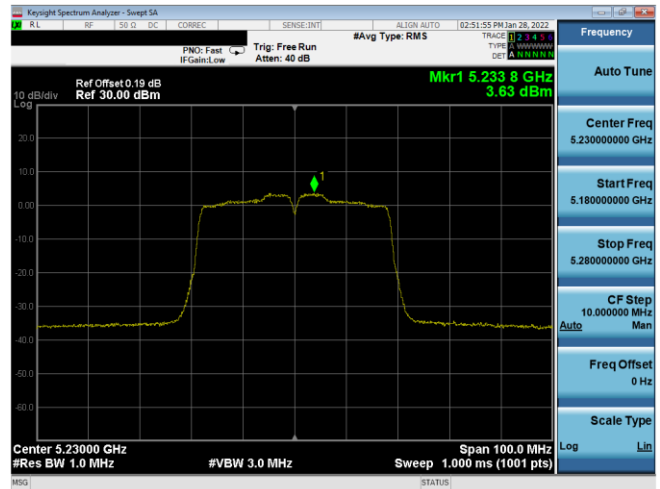 Keysight Spectrum Analyzer - Swept SA
RL RF 50 Ω DC CORREC SENSE:INT ALIGN AUTO 02:51:55 PM Jan 28, 2022
#Avg Type: RMS TRACE 1 2 3 4 5 6
PNO: Fast Trig: Free Run TYPE A WWWWW
IFGain:Low Atten: 40 dB DET A NNNNN
Frequency
Auto Tune
Mkr1 5.233 8 GHz
3.63 dBm
Ref Offset 0.19 dB
10 dB/div Ref 30.00 dBm
Log
20.0
10.0
0.00
-10.0
-20.0
-30.0
-40.0
-50.0
-60.0
1
Center Freq
5.230000000 GHz
Start Freq
5.180000000 GHz
Stop Freq
5.280000000 GHz
CF Step
10.000000 MHz
Auto Man
Freq Offset
0 Hz
Scale Type
Log Lin
Center 5.23000 GHz Span 100.0 MHz
#Res BW 1.0 MHz #VBW 3.0 MHz Sweep 1.000 ms (1001 pts)
MSG STATUS